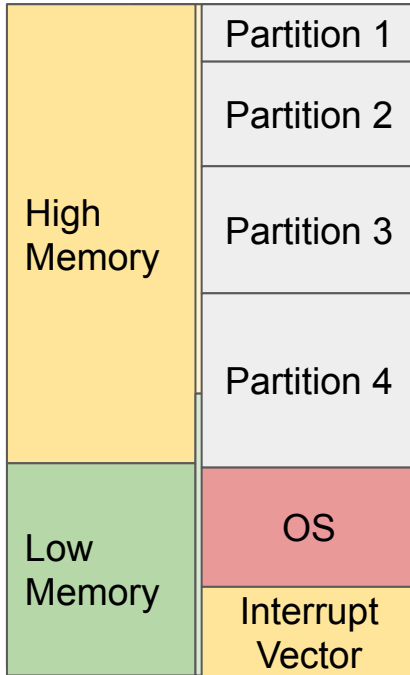 High
Memory
Low
Memory
Partition 1
Partition 2
Partition 3
Partition 4
OS
Interrupt
Vector